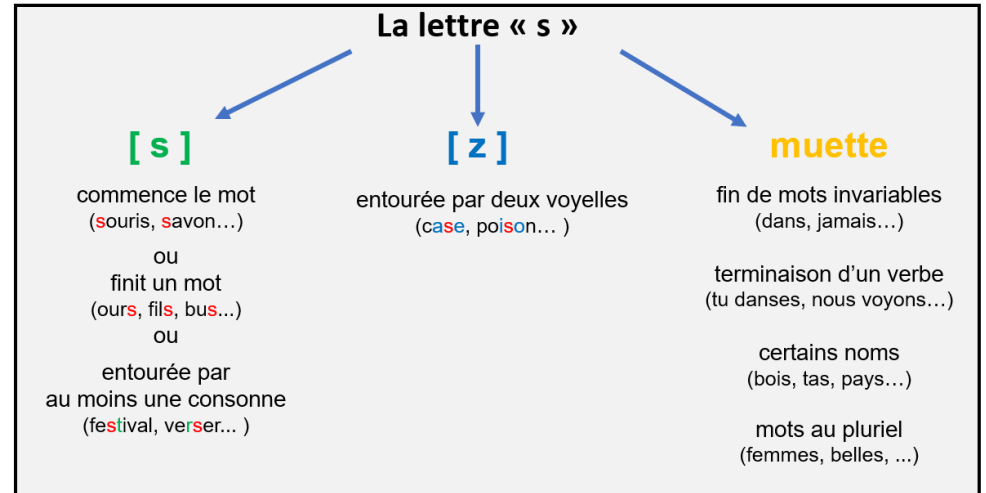 La lettre « s »
[ s ]
commence le mot
(souris, savon…)
ou
finit un mot
(ours, fils, bus...)
ou
entourée par
au moins une consonne
(festival, verser... )
[ z ]
entourée par deux voyelles
(case, poison… )
muette
fin de mots invariables
(dans, jamais…)
terminaison d’un verbe
(tu danses, nous voyons…)
certains noms
(bois, tas, pays…)
mots au pluriel
(femmes, belles, ...)